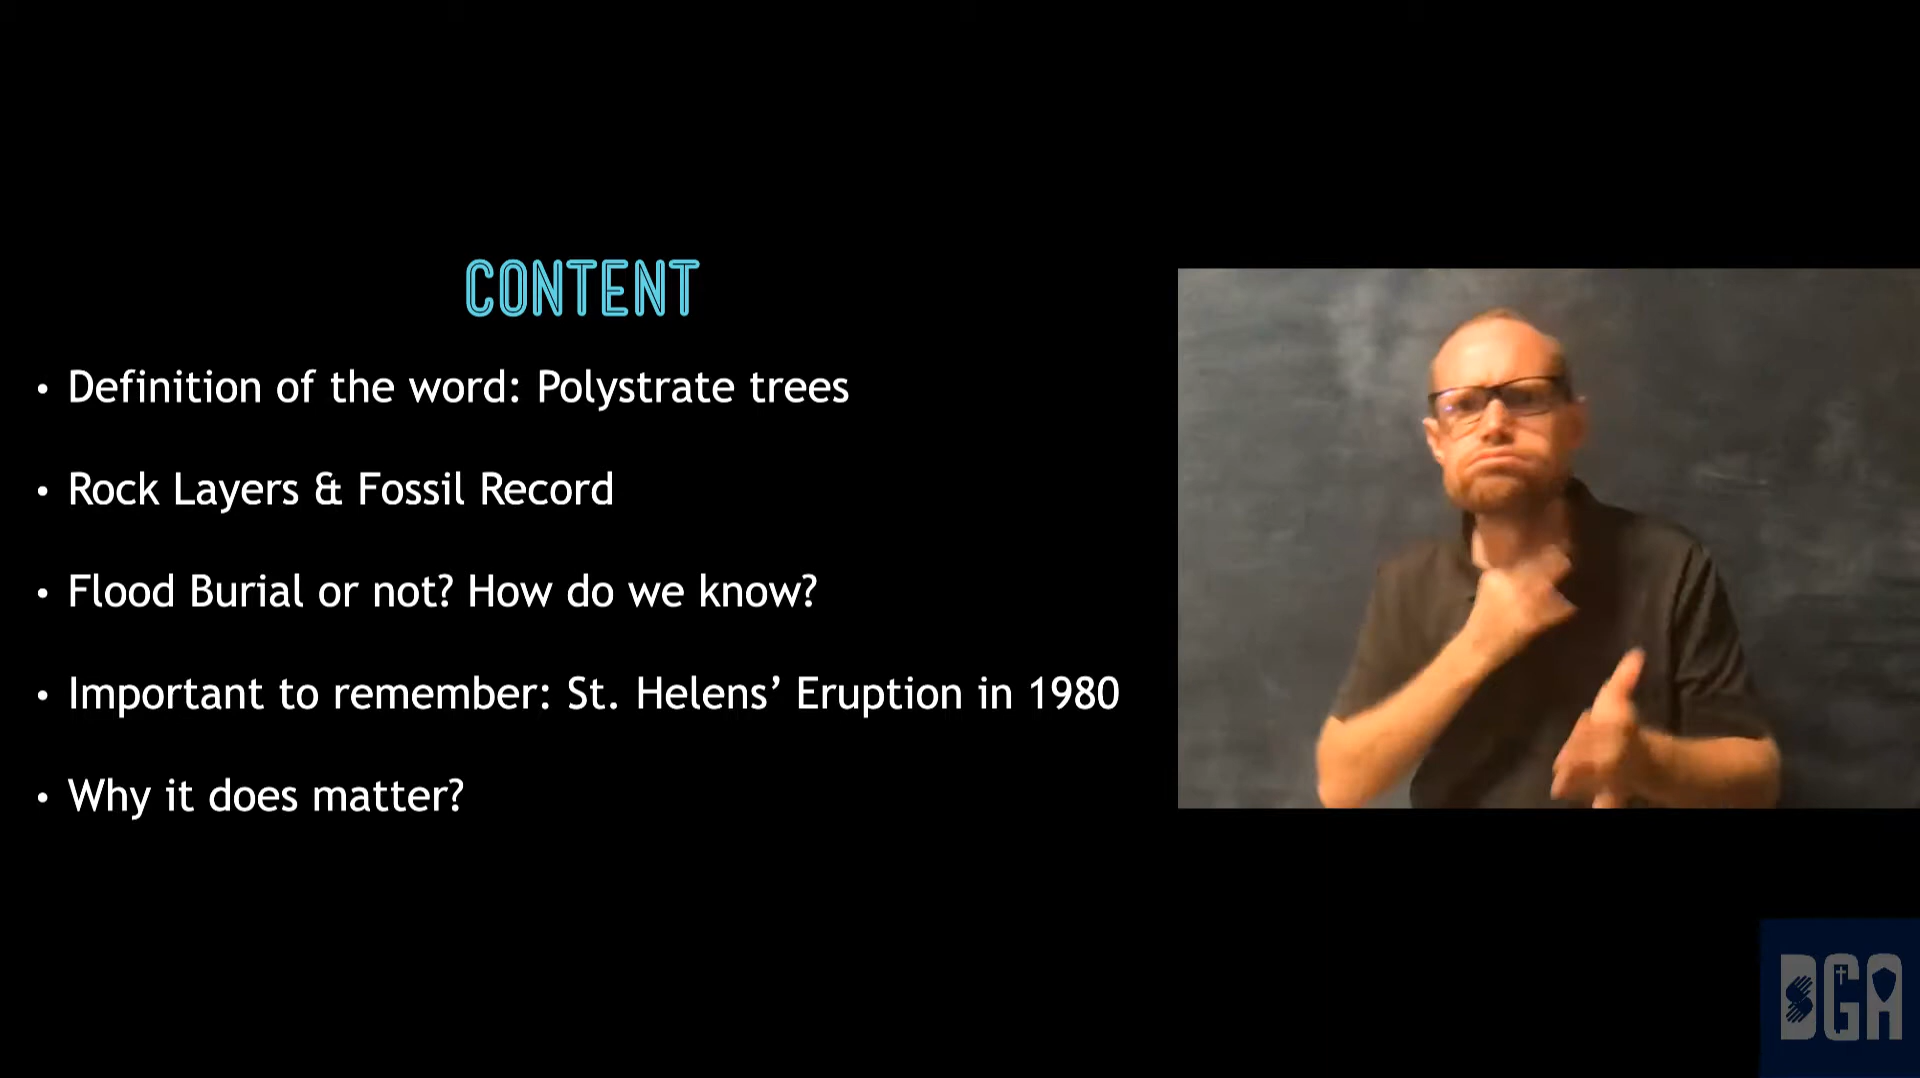 CONTENT
• Definition of the word: Polystrate trees
• Rock Layers & Fossil Record
• Flood Burial or not? How do we know?
• Important to remember: St. Helens’ Eruption in 1980
• Why it does matter?
DGA